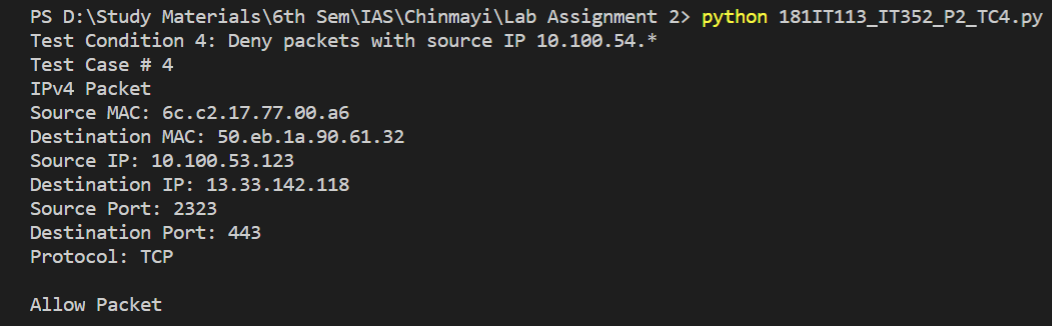 PS D:\Study Materials\6th Sem\IAS\Chinmayi\Lab Assignment 2> python 181IT113_IT352_P2_TC4.py
Test Condition 4: Deny packets with source IP 10.100.54.*
Test Case # 4
IPv4 Packet
Source MAC: 6c.c2.17.77.00.a6
Destination MAC: 50.eb.1a.90.61.32
Source IP: 10.100.53.123
Destination IP: 13.33.142.118
Source Port: 2323
Destination Port: 443
Protocol: TCP
Allow Packet